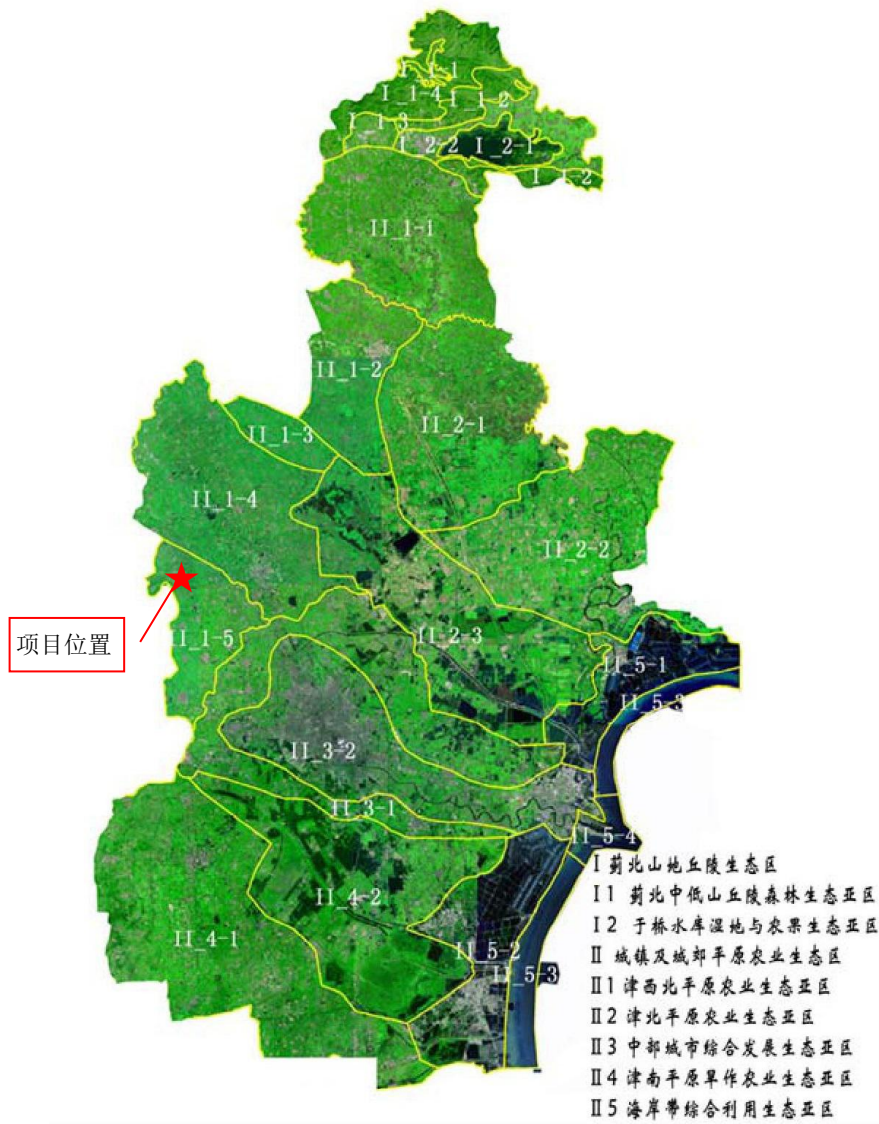 I_1-1
I_1-4
I_1-2
I_1-3
I_2-2
I_2-1
I_1-2
II_1-1
II_1-2
II_2-1
II_1-3
II_1-4
II_2-2
项目位置
II_1-5
II_2-3
II_5-1
II_5-3
II_3-2
II_3-1
II_5-4
I 蓟北山地丘陵生态区
I1 蓟北中低山丘陵森林生态亚区
II_4-2
I2 于桥水库湿地与农果生态亚区
II_4-1
II 城镇及城郊平原农业生态区
II_5-2
II_5-3
II1 津西北平原农业生态亚区
II2 津北平原农业生态亚区
II3 中部城市综合发展生态亚区
II4 津南平原旱作农业生态亚区
II5 海岸带综合利用生态亚区